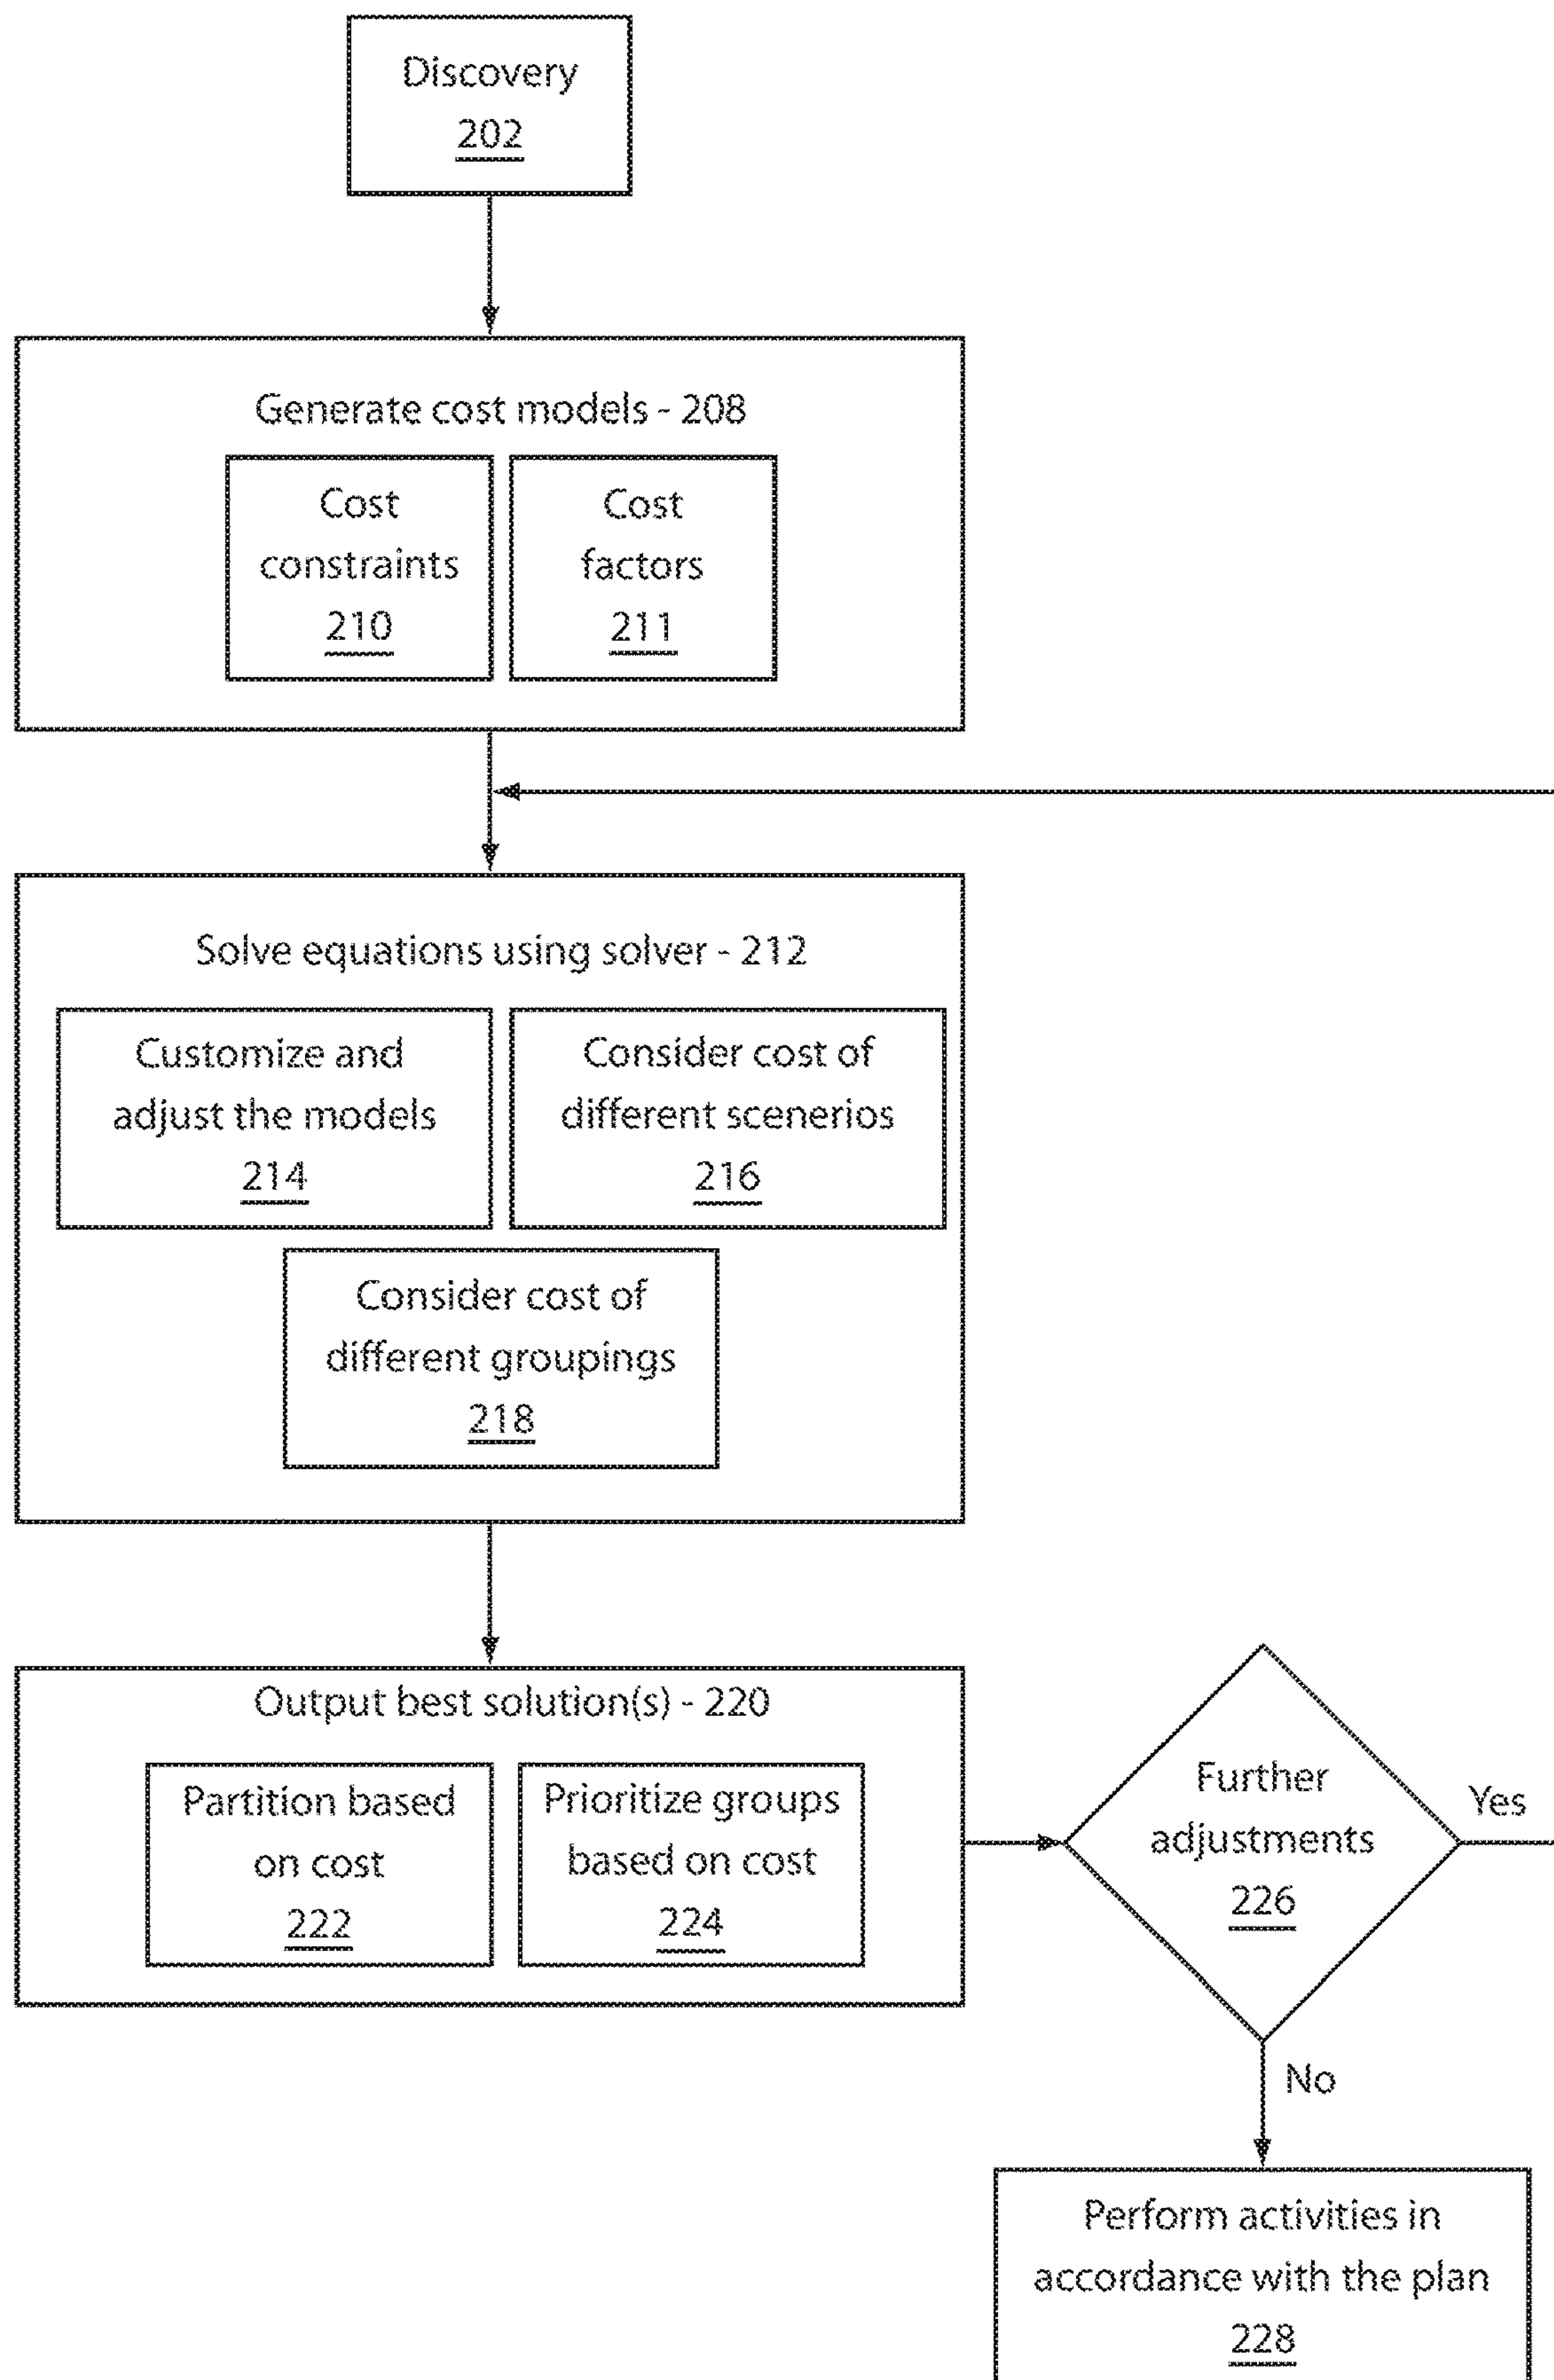 Discovery
202
Generate cost models - 208
Cost
constraints
210
Cost
factors
211
Solve equations using solver - 212
Customize and
adjust the models
214
Consider cost of
different scenerios
216
Consider cost of
different groupings
218
Output best solution(s) - 220
Partition based
on cost
222
Prioritize groups
based on cost
224
Further
adjustments
226
Yes
No
Perform activities in
accordance with the plan
228